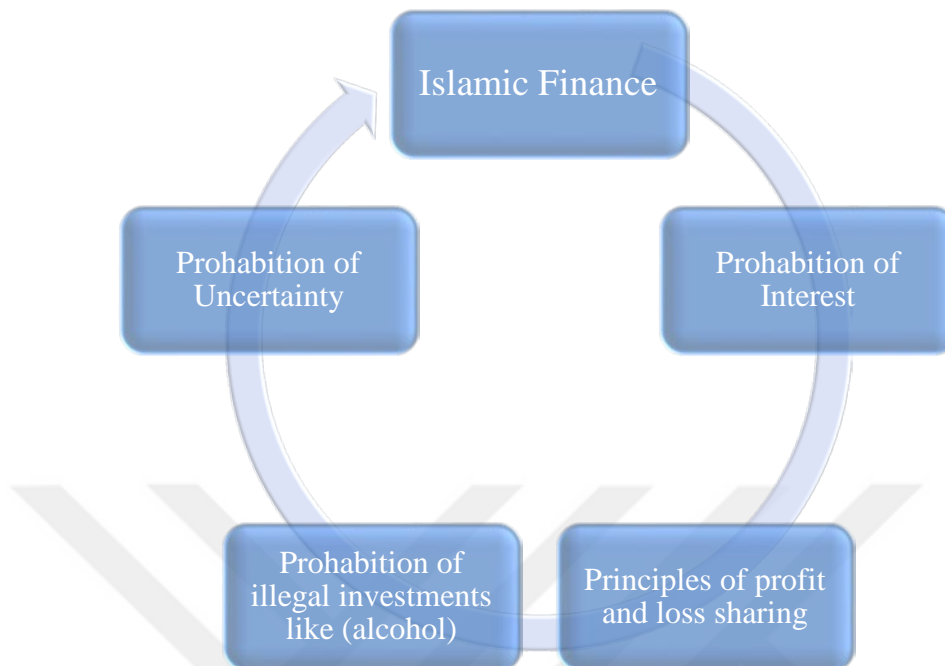 Islamic Finance
Prohabition of
Interest
Principles of profit
and loss sharing
Prohabition of
illegal investments
like (alcohol)
Prohabition of
Uncertainty